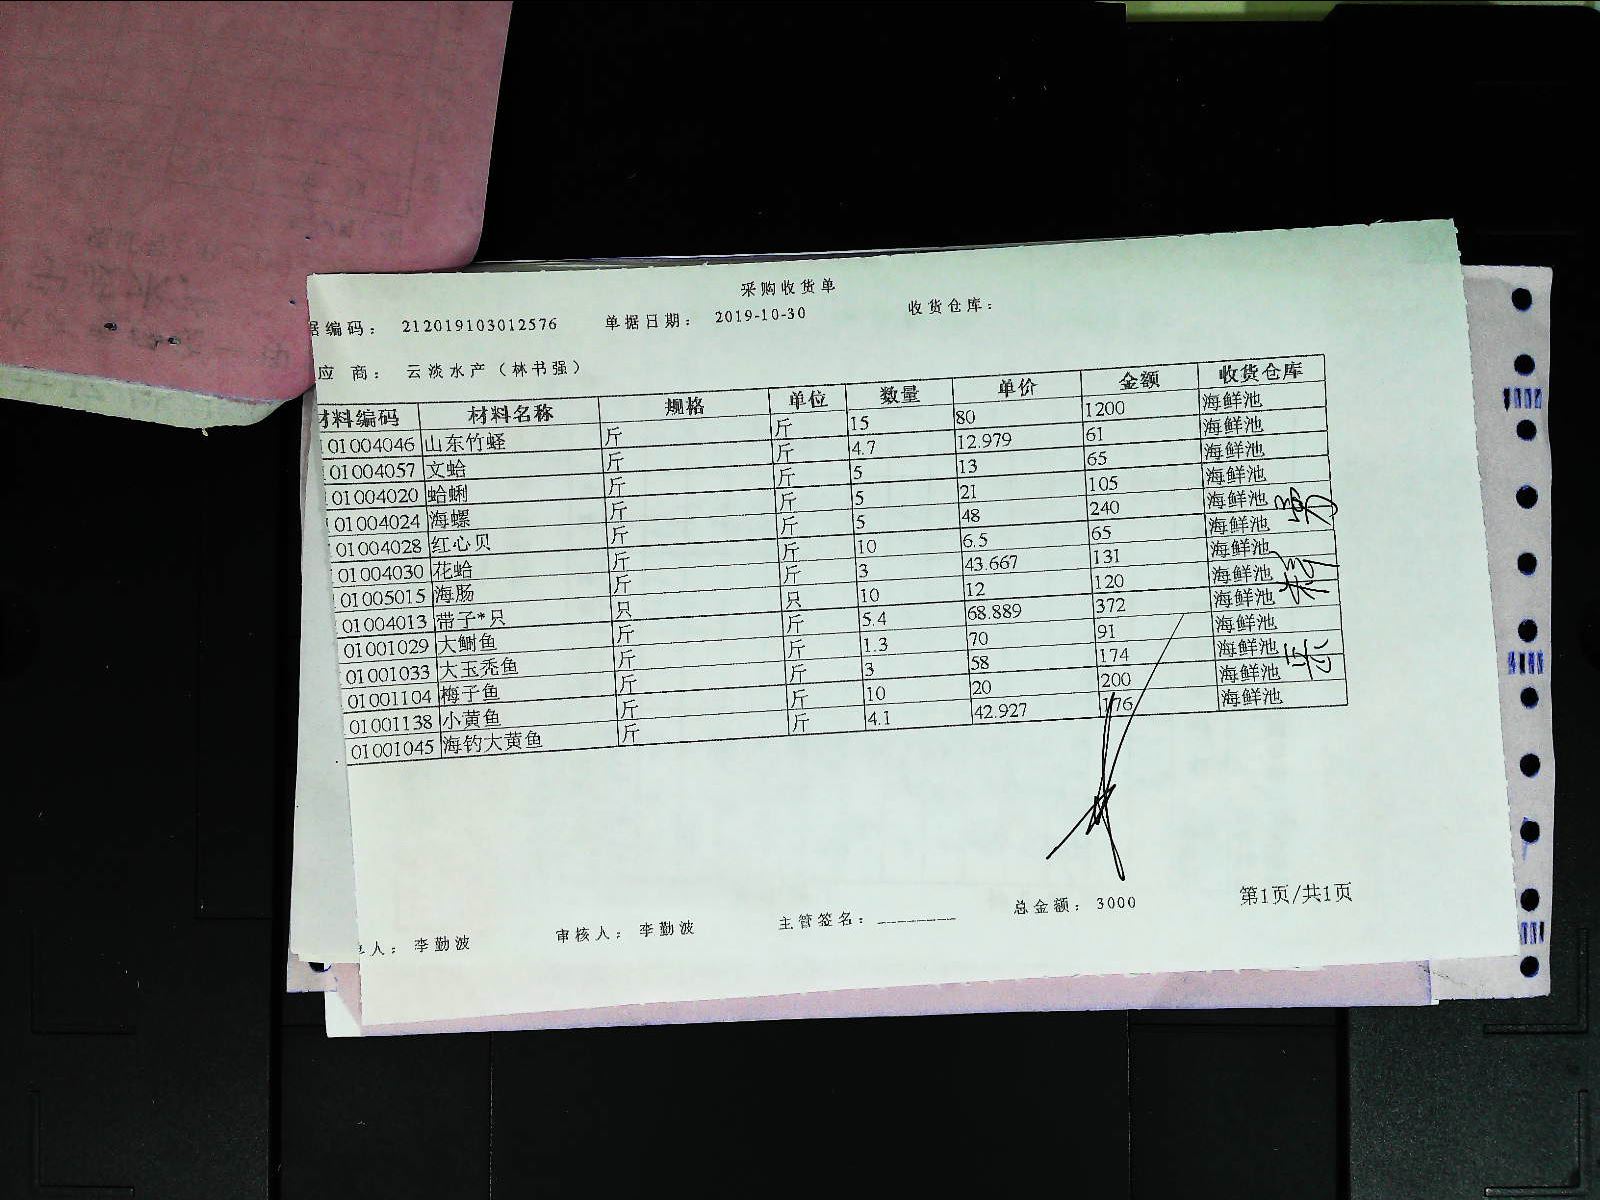 采购收货单
据编码： 212019103012576 单据日期： 2019-10-30 收货仓库：
应 商： 云淡水产（林书强）
材料编码 材料名称 规格 单位 数量 单价 金额 收货仓库
01004046 山东竹蛏 斤 斤 15 80 1200 海鲜池
01004057 文蛤 斤 斤 4.7 12.979 61 海鲜池
01004020 蛤蜊 斤 斤 5 13 65 海鲜池
01004024 海螺 斤 斤 5 21 105 海鲜池
01004028 红心贝 斤 斤 5 48 240 海鲜池
01004030 花蛤 斤 斤 10 6.5 65 海鲜池
01005015 海肠 斤 斤 3 43.667 131 海鲜池
01004013 带子*只 只 只 10 12 120 海鲜池
01001029 大鲥鱼 斤 斤 5.4 68.889 372 海鲜池
01001033 大玉秃鱼 斤 斤 1.3 70 91 海鲜池
01001104 梅子鱼 斤 斤 3 58 174 海鲜池
01001138 小黄鱼 斤 斤 10 20 200 海鲜池
01001045 海钓大黄鱼 斤 斤 4.1 42.927 176 海鲜池
人： 李勤波 审核人： 李勤波 主管签名：________ 总金额： 3000 第1页/共1页